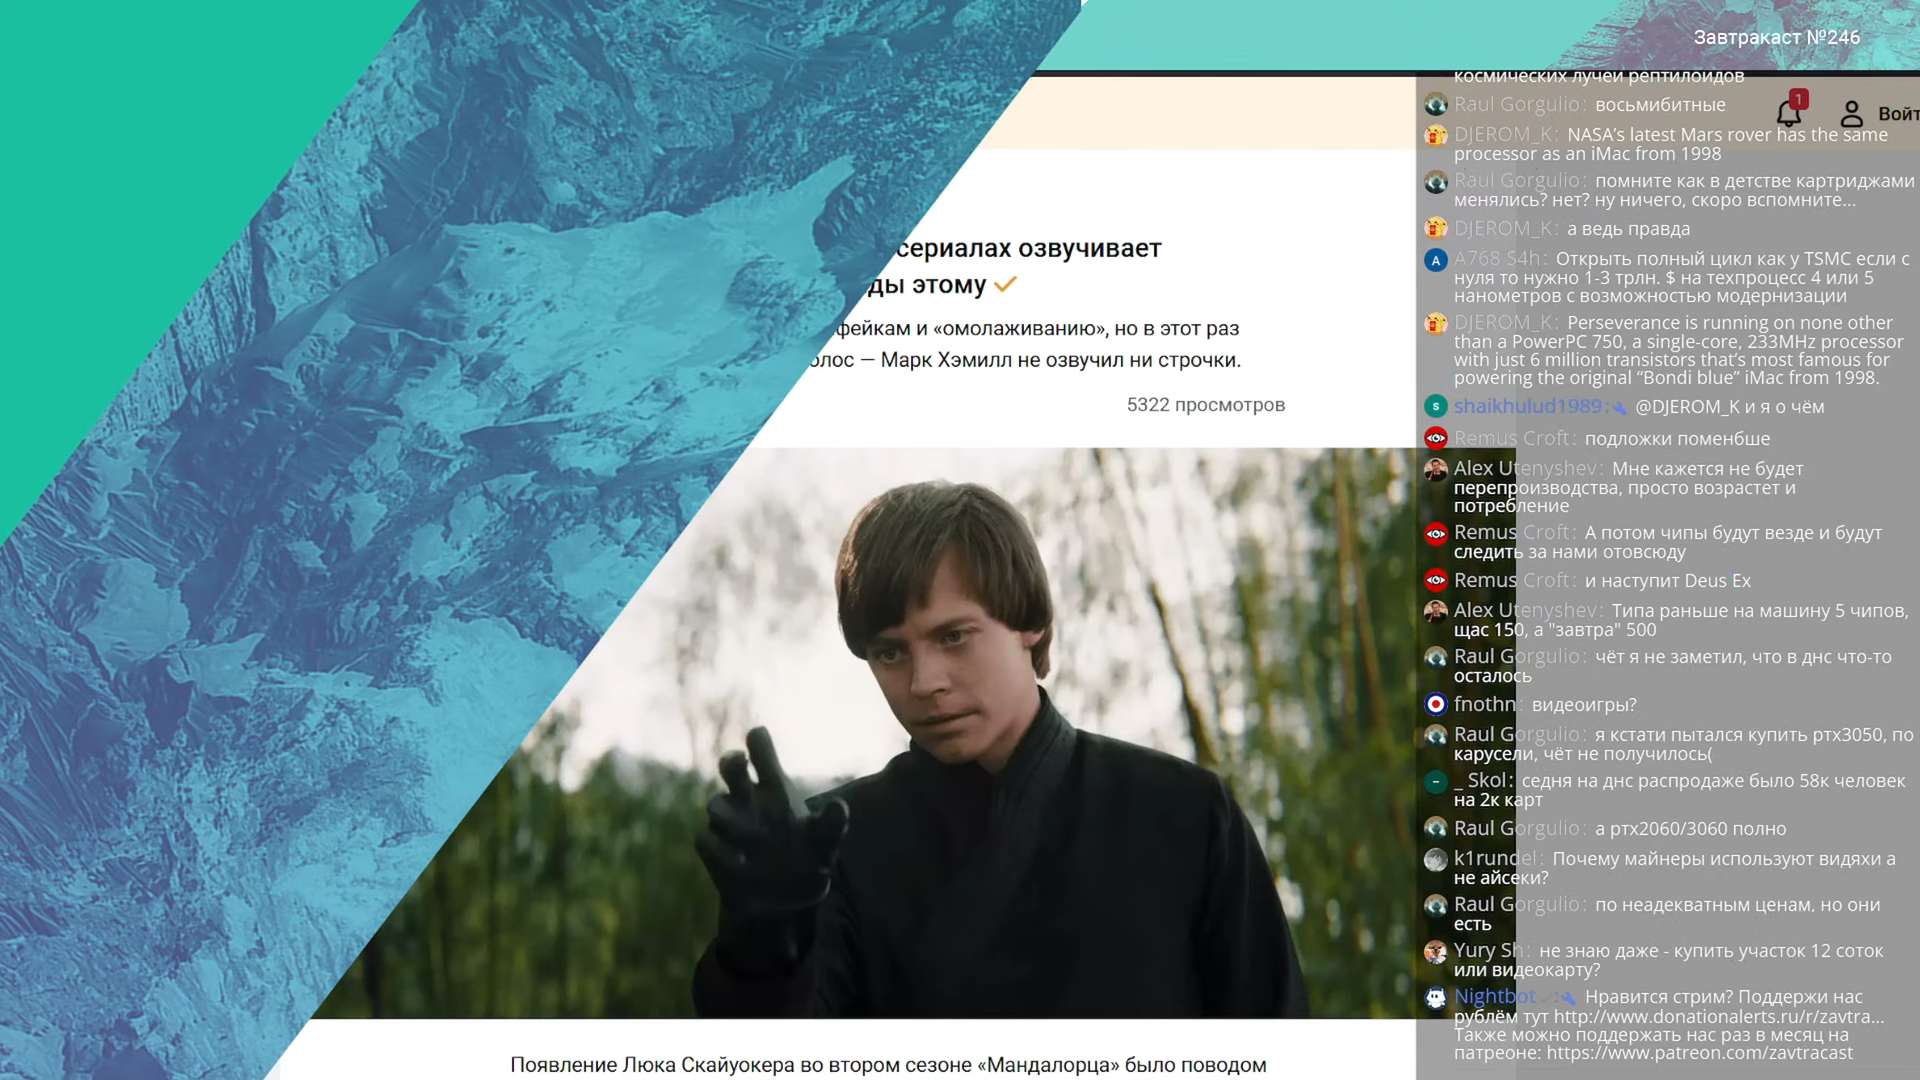 Завтракаст №246
1
Войт
сериалах озвучивает
ды этому
фейкам и «омолаживанию», но в этот раз
олос — Марк Хэмилл не озвучил ни строчки.
5322 просмотров
Появление Люка Скайуокера во втором сезоне «Мандалорца» было поводом
космических лучей рептилоидов
Raul Gorgulio: восьмибитные
DJEROM_K: NASA’s latest Mars rover has the same
processor as an iMac from 1998
Raul Gorgulio: помните как в детстве картриджами
менялись? нет? ну ничего, скоро вспомните...
DJEROM_K: а ведь правда
A A768 S4h: Открыть полный цикл как у TSMC если с
нуля то нужно 1-3 трлн. $ на техпроцесс 4 или 5
нанометров с возможностью модернизации
DJEROM_K: Perseverance is running on none other
than a PowerPC 750, a single-core, 233MHz processor
with just 6 million transistors that’s most famous for
powering the original “Bondi blue” iMac from 1998.
s shaikhulud1989: @DJEROM_K и я о чём
Remus Croft: подложки поменбше
Alex Utenyshev: Мне кажется не будет
перепроизводства, просто возрастет и
потребление
Remus Croft: А потом чипы будут везде и будут
следить за нами отовсюду
Remus Croft: и наступит Deus Ex
Alex Utenyshev: Типа раньше на машину 5 чипов,
щас 150, а "завтра" 500
Raul Gorgulio: чёт я не заметил, что в днс что-то
осталось
fnothn: видеоигры?
Raul Gorgulio: я кстати пытался купить ртх3050, по
карусели, чёт не получилось(
– _ Skol: седня на днс распродаже было 58к человек
на 2к карт
Raul Gorgulio: а ртх2060/3060 полно
k1rundel: Почему майнеры используют видяхи а
не айсеки?
Raul Gorgulio: по неадекватным ценам, но они
есть
Yury Sh: не знаю даже - купить участок 12 соток
или видеокарту?
Nightbot: Нравится стрим? Поддержи нас
рублём тут http://www.donationalerts.ru/r/zavtra...
Также можно поддержать нас раз в месяц на
патреоне: https://www.patreon.com/zavtracast